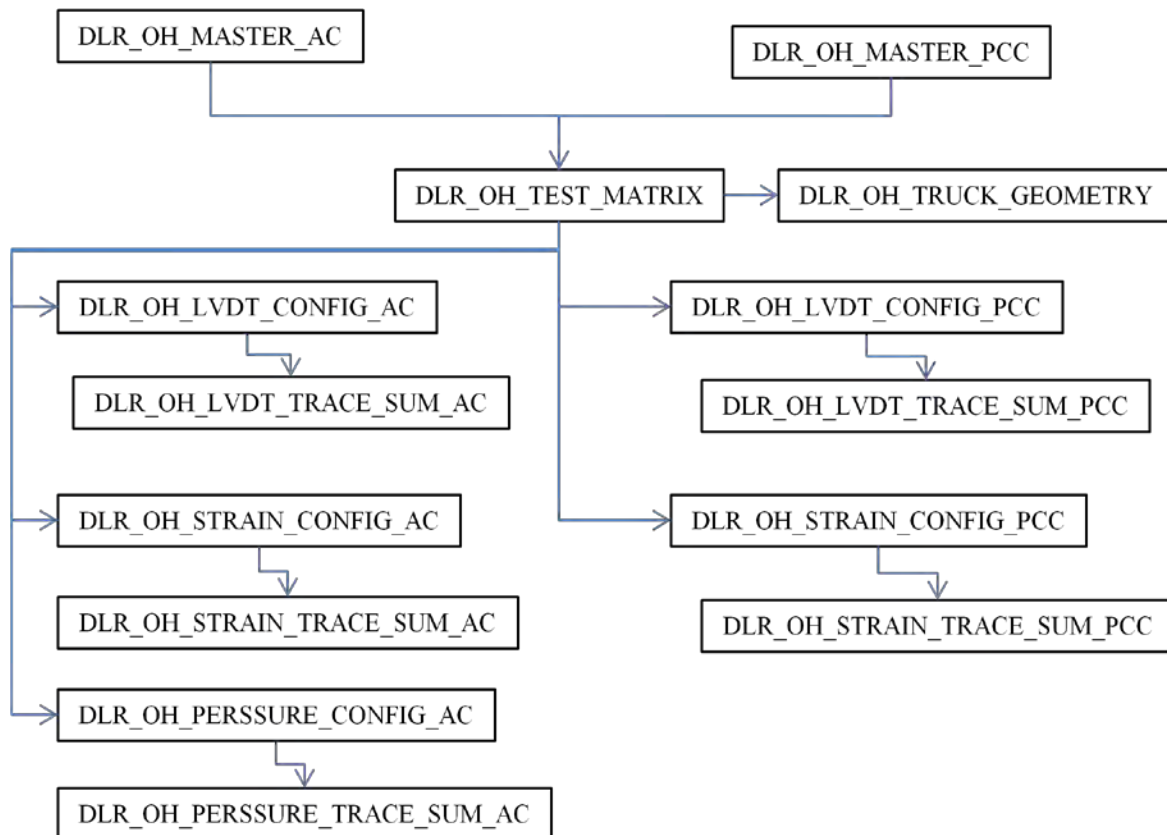 DLR_OH_MASTER_AC
DLR_OH_MASTER_PCC
DLR_OH_TEST_MATRIX
DLR_OH_TRUCK_GEOMETRY
DLR_OH_LVDT_CONFIG_AC
DLR_OH_LVDT_CONFIG_PCC
DLR_OH_LVDT_TRACE_SUM_AC
DLR_OH_LVDT_TRACE_SUM_PCC
DLR_OH_STRAIN_CONFIG_AC
DLR_OH_STRAIN_CONFIG_PCC
DLR_OH_STRAIN_TRACE_SUM_AC
DLR_OH_STRAIN_TRACE_SUM_PCC
DLR_OH_PERSSURE_CONFIG_AC
DLR_OH_PERSSURE_TRACE_SUM_AC